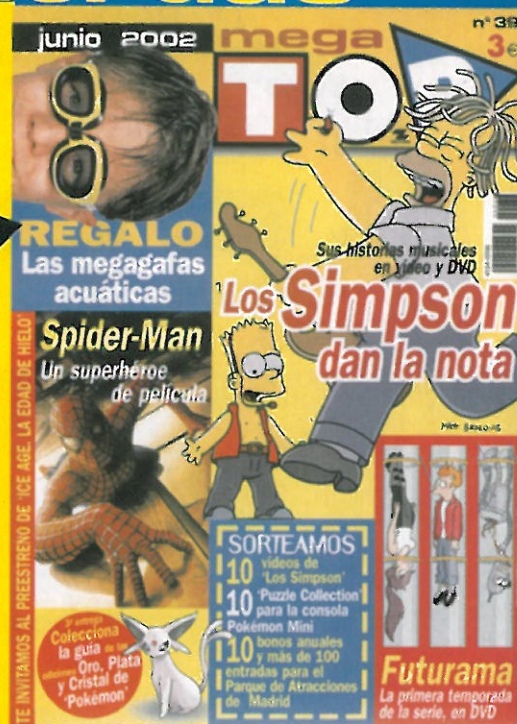 junio 2002
mega
TOP
nº 39
3€
REGALO
Las megagafas
acuáticas
Sus historias musicales
en vídeo y DVD
Los Simpson
dan la nota
Spider-Man
Un superhéroe
de película
TE INVITAMOS AL PREESTRENO DE 'ICE AGE. LA EDAD DE HIELO'
SORTEAMOS
10 vídeos de
'Los Simpson'
10 'Puzzle Collection'
para la consola
Pokémon Mini
10 bonos anuales
y más de 100
entradas para el
Parque de Atracciones
de Madrid
3ª entrega
Colecciona
la guía de las
ediciones Oro, Plata
y Cristal de
'Pokémon'
Futurama
La primera temporada
de la serie, en DVD